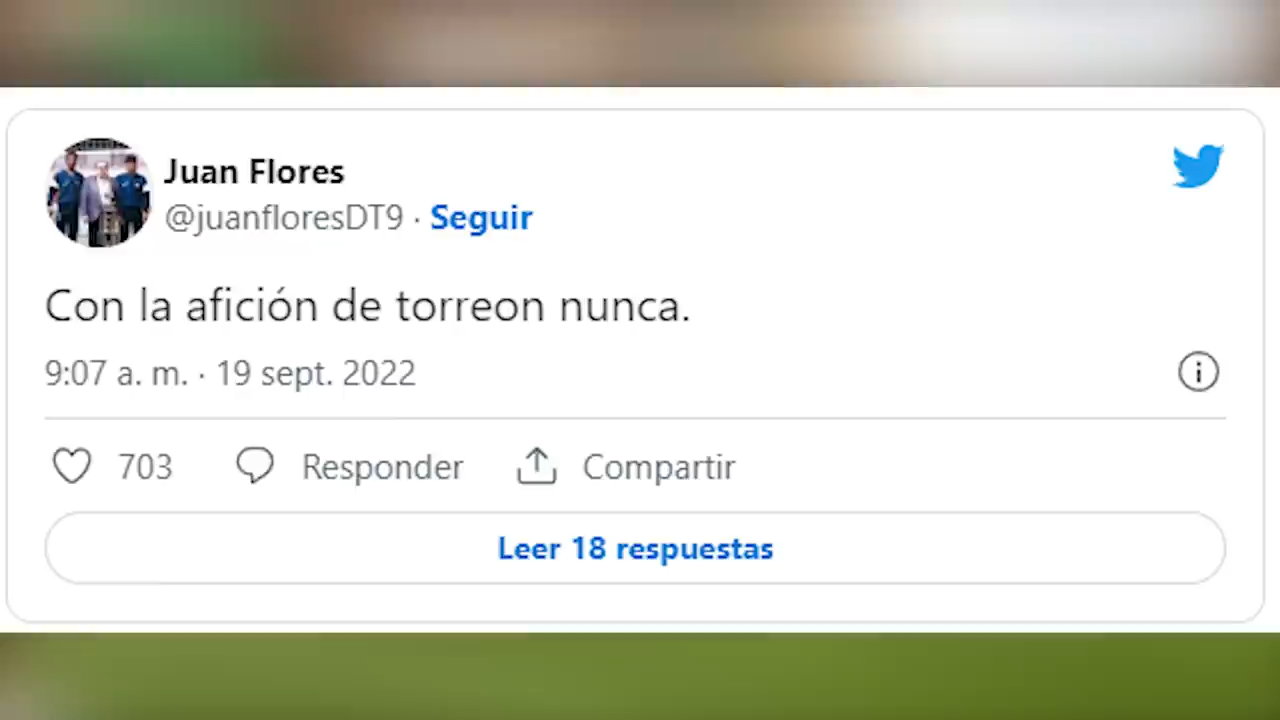 Juan Flores
@juanfloresDT9 · Seguir
Con la afición de torreon nunca.
9:07 a. m. · 19 sept. 2022
703 Responder Compartir
Leer 18 respuestas